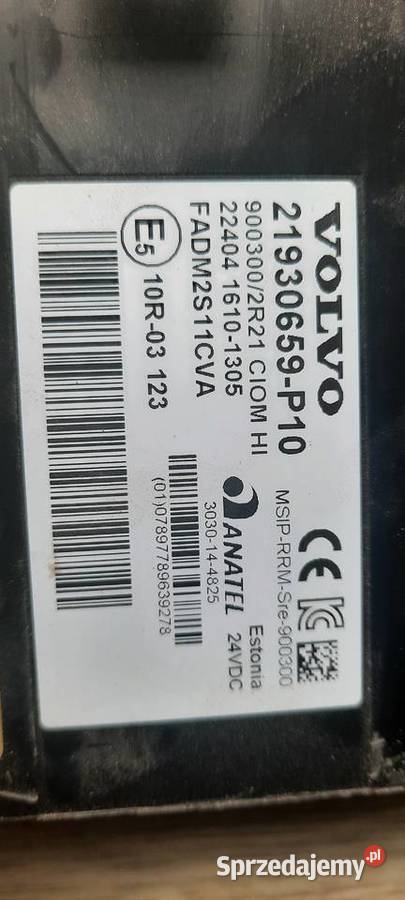 VOLVO
21930659-P10
900300/2R21 CIOM HI
22404 1610-1305
FADM2S11CVA
E5 10R-03 123
CE
MSIP-RRM-Sre-900300
Estonia
ANATEL 24VDC
3030-14-4825
(01)07897789639278
Sprzedajemy.pl